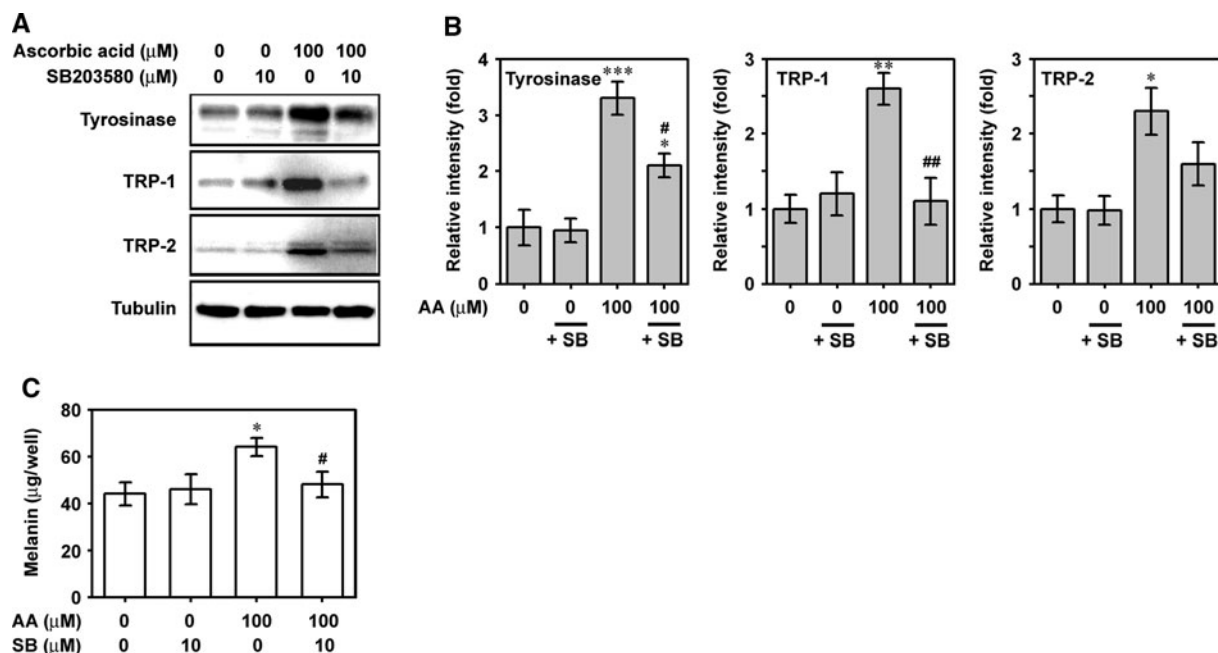 A
Ascorbic acid (μM) 0 0 100 100
SB203580 (μM) 0 10 0 10
Tyrosinase
TRP-1
TRP-2
Tubulin
B
Relative intensity (fold)
4
3
2
1
0
Tyrosinase
***
#
*
AA (μM) 0 0 100 100
+ SB + SB
Relative intensity (fold)
3
2
1
0
TRP-1
**
##
0 0 100 100
+ SB + SB
Relative intensity (fold)
3
2
1
0
TRP-2
*
0 0 100 100
+ SB + SB
C
Melanin (μg/well)
80
60
40
20
0
*
#
AA (μM) 0 0 100 100
SB (μM) 0 10 0 10